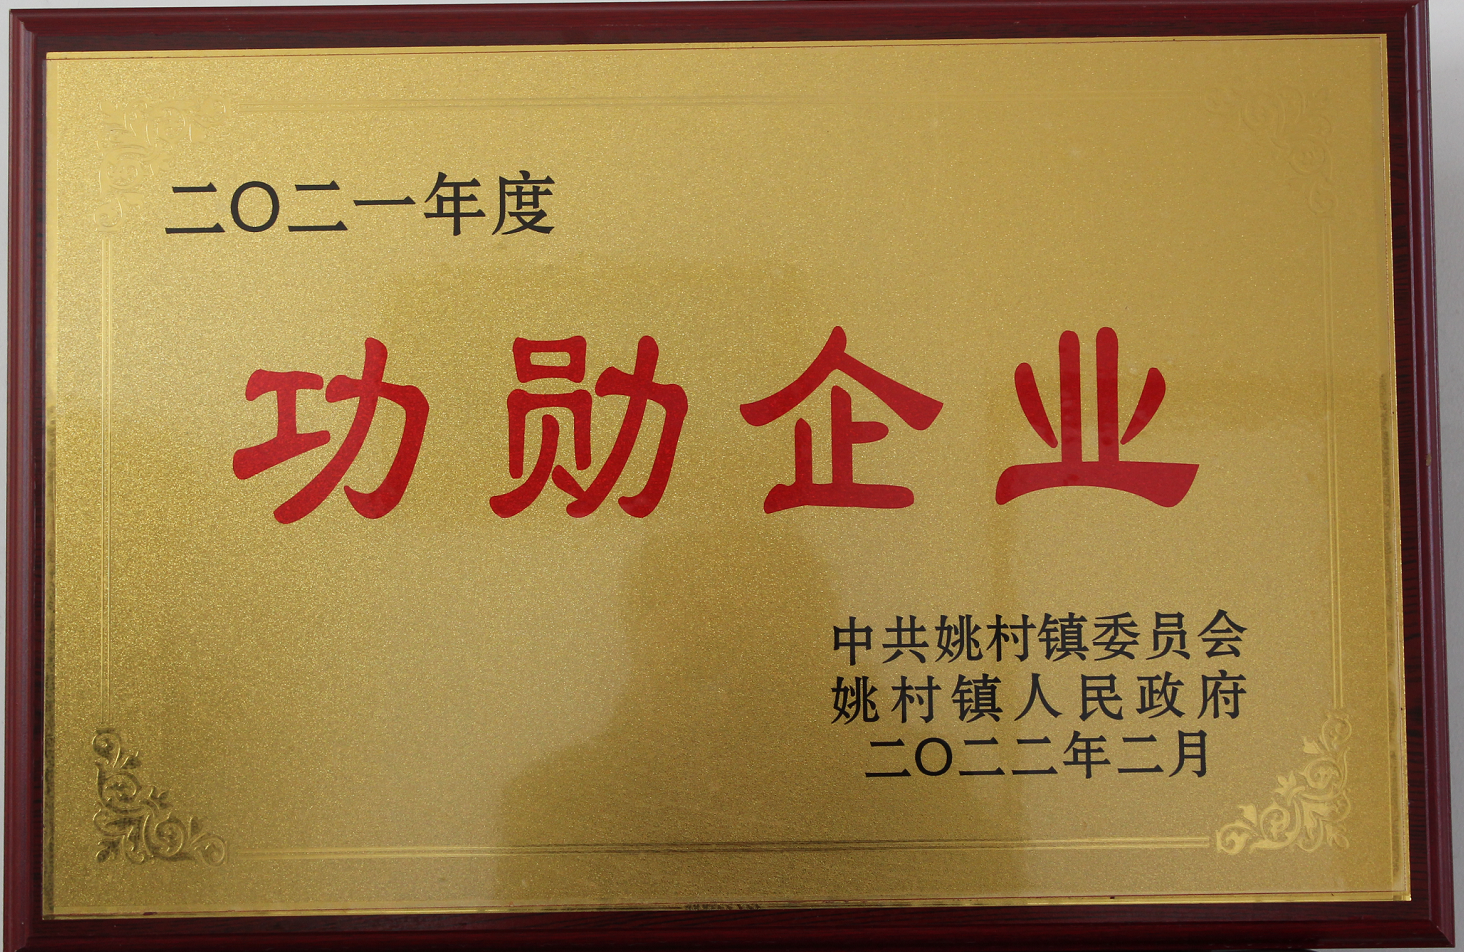 二〇二一年度
功勋企业
中共姚村镇委员会
姚村镇人民政府
二〇二二年二月